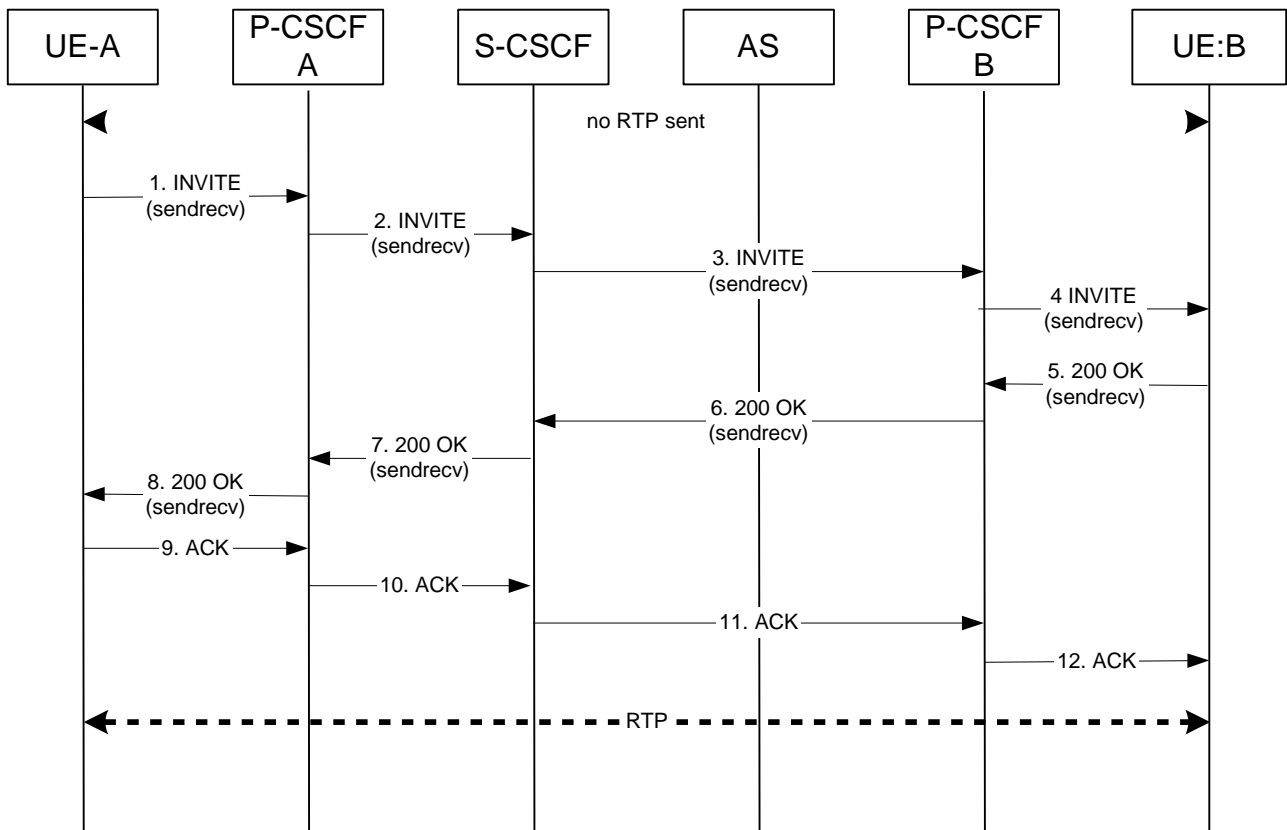 UE-A
P-CSCF
A
S-CSCF
AS
P-CSCF
B
UE:B
no RTP sent
1. INVITE
(sendrecv)
2. INVITE
(sendrecv)
3. INVITE
(sendrecv)
4 INVITE
(sendrecv)
5. 200 OK
(sendrecv)
6. 200 OK
(sendrecv)
7. 200 OK
(sendrecv)
8. 200 OK
(sendrecv)
9. ACK
10. ACK
11. ACK
12. ACK
RTP